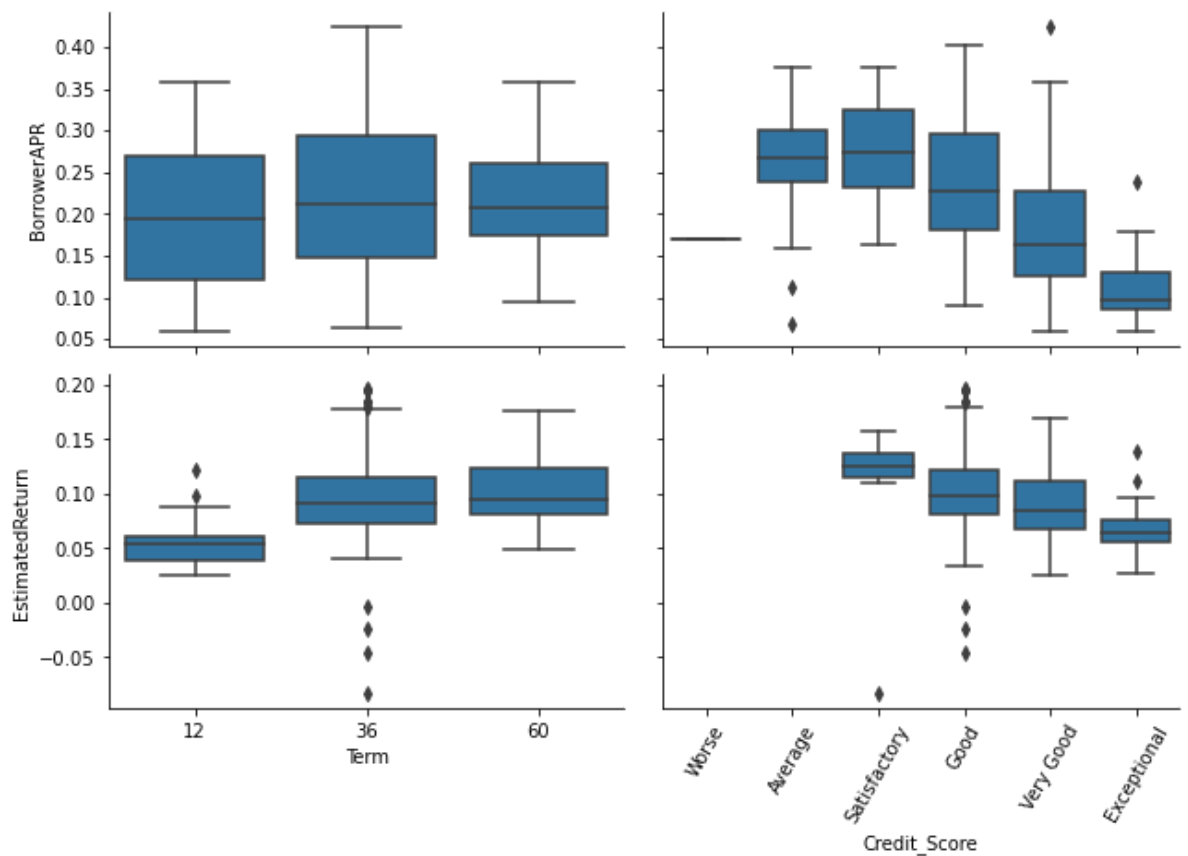 0.40
0.35
0.30
0.25
0.20
0.15
0.10
0.05
BorrowerAPR
0.20
0.15
0.10
0.05
0.00
−0.05
EstimatedReturn
12 36 60
Term
Worse Average Satisfactory Good Very Good Exceptional
Credit_Score